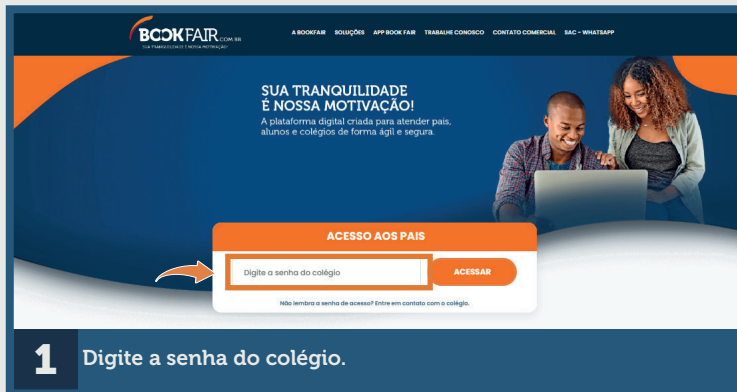 BOOKFAIR.COM.BR
SUA TRANQUILIDADE É NOSSA MOTIVAÇÃO!
A BOOKFAIR SOLUÇÕES APP BOOK FAIR TRABALHE CONOSCO CONTATO COMERCIAL SAC - WHATSAPP
SUA TRANQUILIDADE
É NOSSA MOTIVAÇÃO!
A plataforma digital criada para atender pais,
alunos e colégios de forma ágil e segura.
ACESSO AOS PAIS
Digite a senha do colégio
ACESSAR
Não lembra a senha de acesso? Entre em contato com o colégio.
1 Digite a senha do colégio.